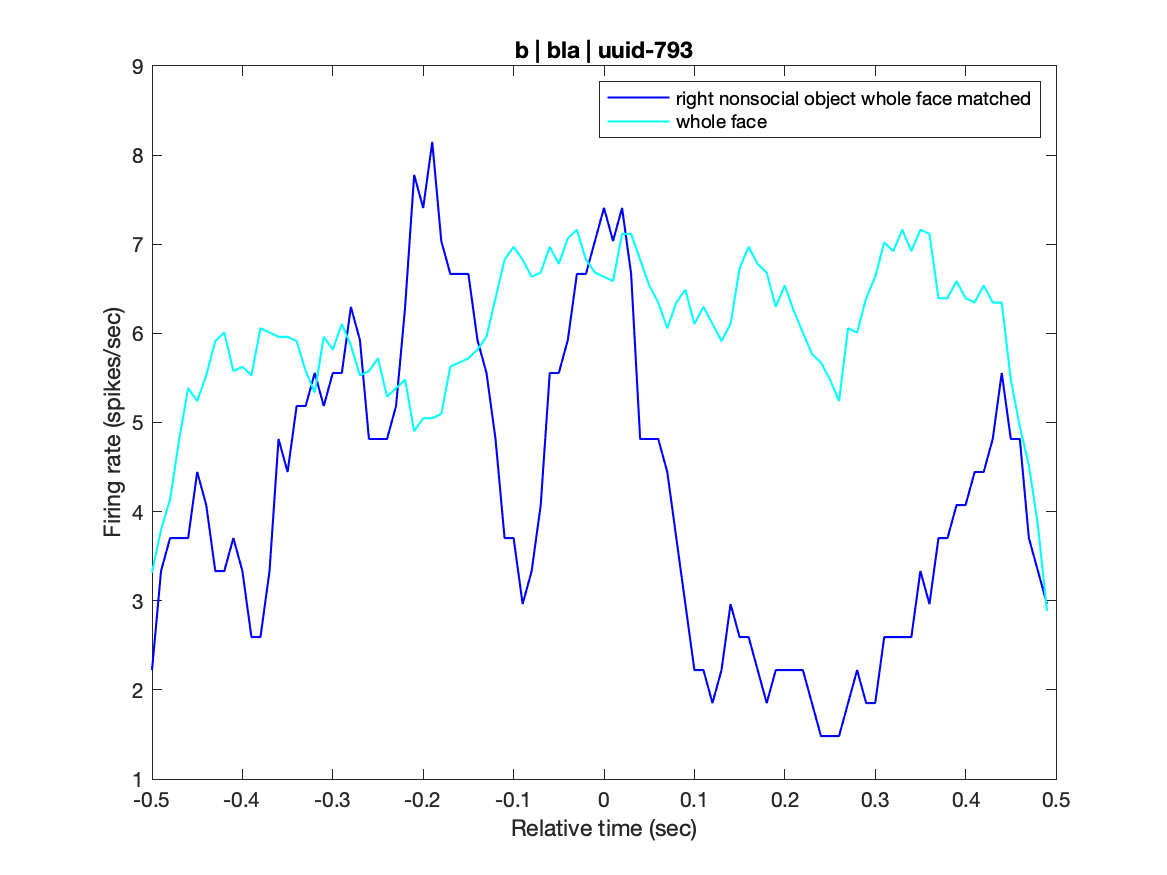 b | bla | uuid-793
right nonsocial object whole face matched
whole face
Firing rate (spikes/sec)
9
8
7
6
5
4
3
2
1
-0.5 -0.4 -0.3 -0.2 -0.1 0 0.1 0.2 0.3 0.4 0.5
Relative time (sec)